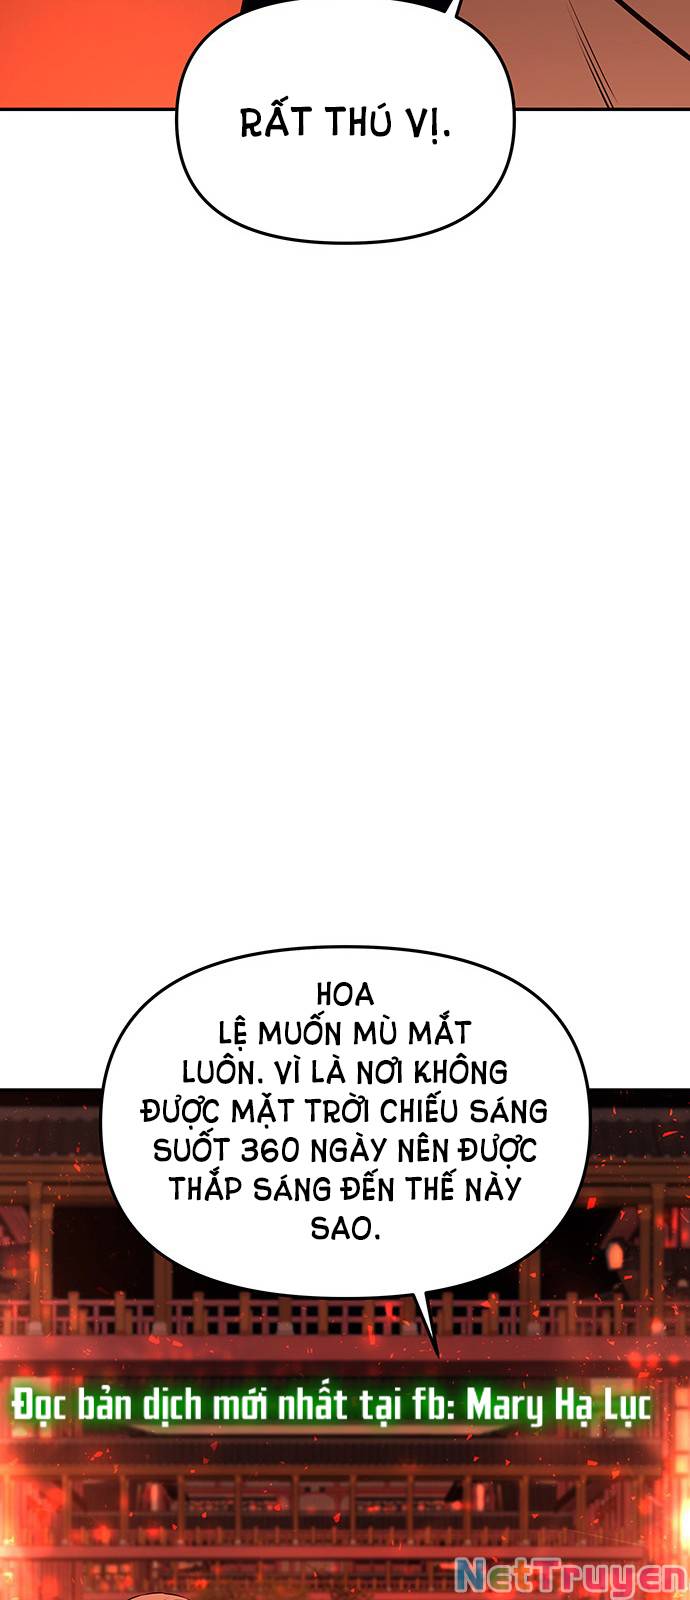 RẤT THÚ VỊ.
HOA
LỆ MUỐN MÙ MẮT
LUÔN. VÌ LÀ NƠI KHÔNG
ĐƯỢC MẶT TRỜI CHIẾU SÁNG
SUỐT 360 NGÀY NÊN ĐƯỢC
THẮP SÁNG ĐẾN THẾ NÀY
SAO.
Đọc bản dịch mới nhất tại fb: Mary Hạ Lục
NetTruyen